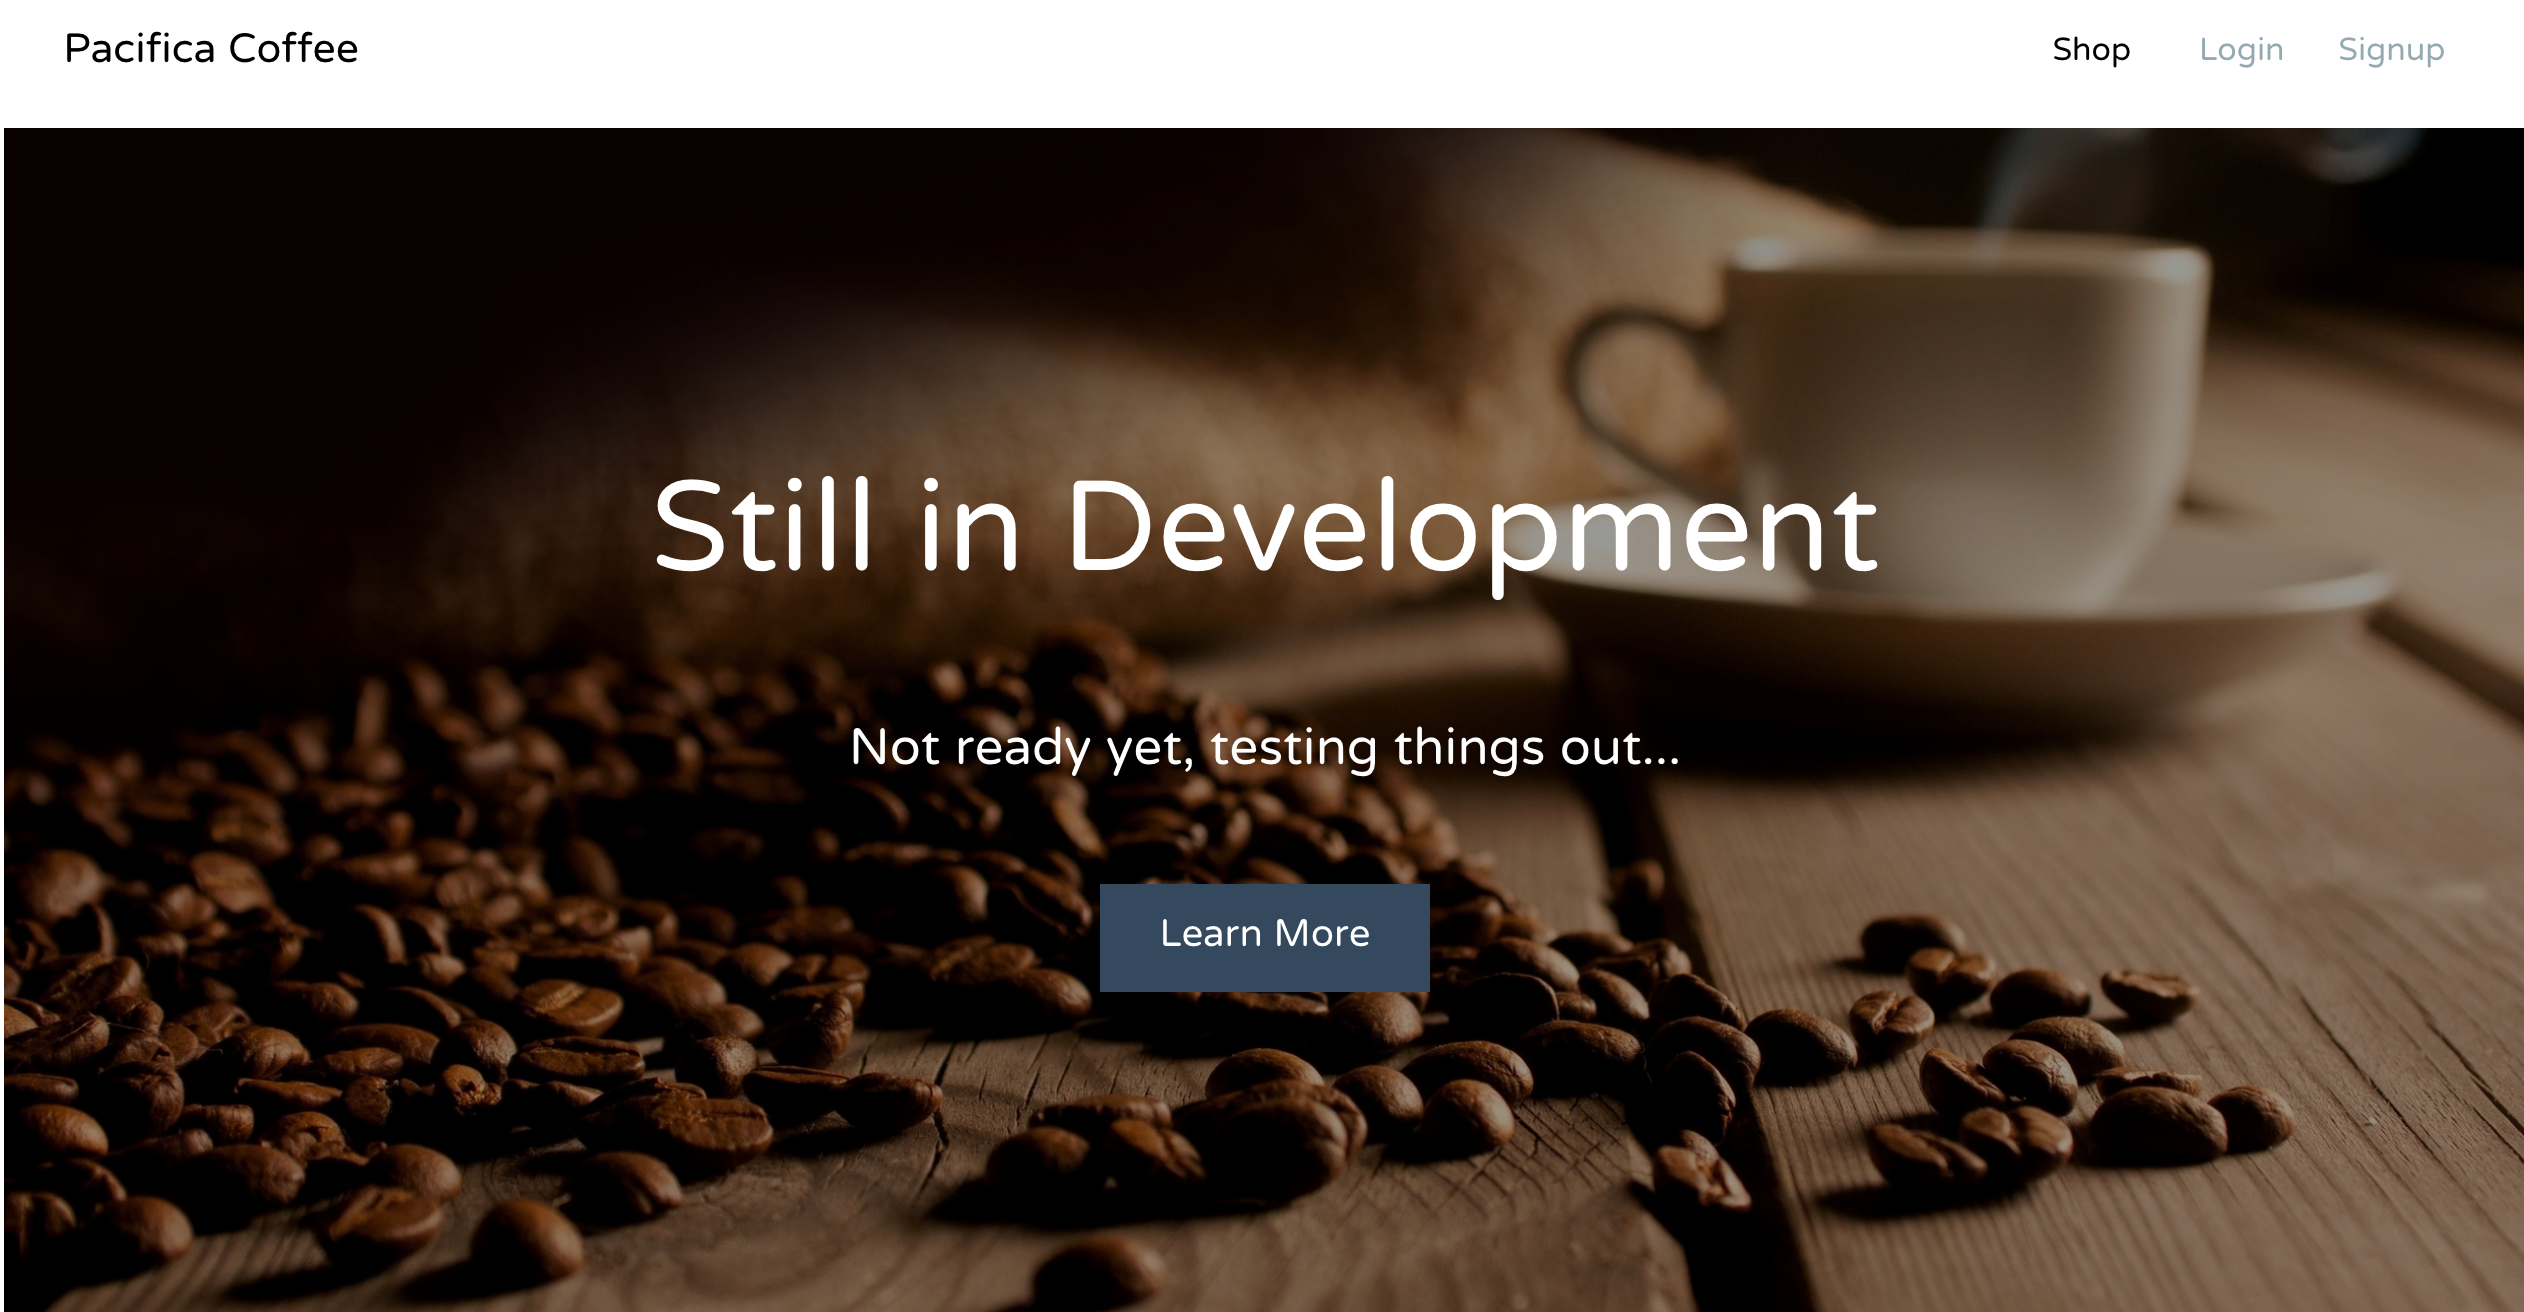 Pacifica Coffee
Shop Login Signup
Still in Development
Not ready yet, testing things out...
Learn More